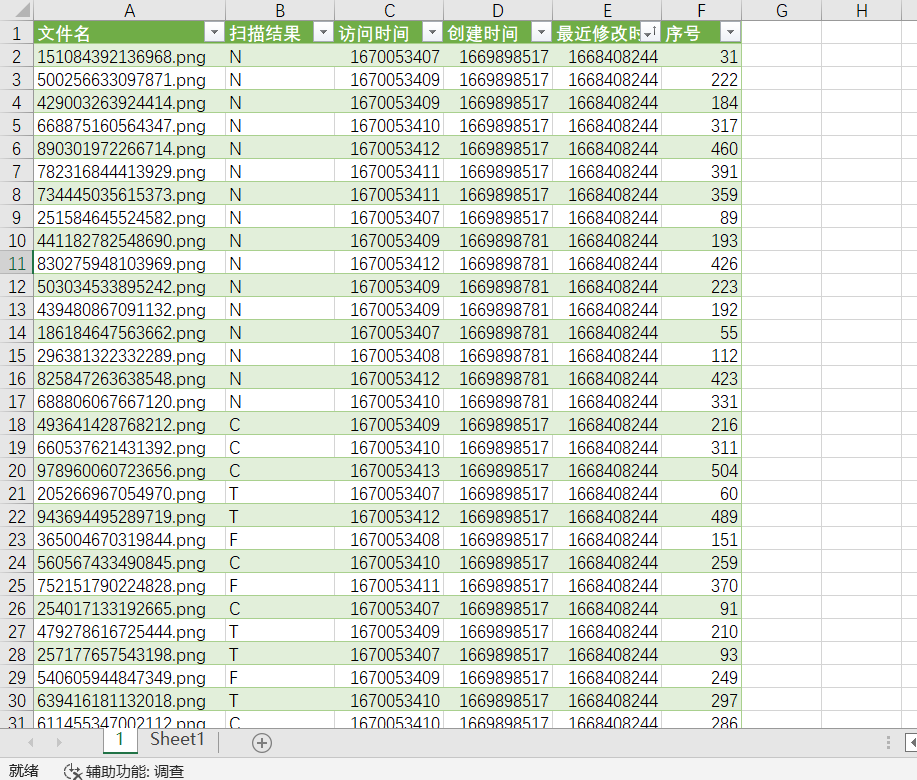 A B C D E F G H
1 文件名 扫描结果 访问时间 创建时间 最近修改时 序号
2 151084392136968.png N 1670053407 1669898517 1668408244 31
3 500256633097871.png N 1670053409 1669898517 1668408244 222
4 429003263924414.png N 1670053409 1669898517 1668408244 184
5 668875160564347.png N 1670053410 1669898517 1668408244 317
6 890301972266714.png N 1670053412 1669898517 1668408244 460
7 782316844413929.png N 1670053411 1669898517 1668408244 391
8 734445035615373.png N 1670053411 1669898517 1668408244 359
9 251584645524582.png N 1670053407 1669898517 1668408244 89
10 441182782548690.png N 1670053409 1669898781 1668408244 193
11 830275948103969.png N 1670053412 1669898781 1668408244 426
12 503034533895242.png N 1670053409 1669898781 1668408244 223
13 439480867091132.png N 1670053409 1669898781 1668408244 192
14 186184647563662.png N 1670053407 1669898781 1668408244 55
15 296381322332289.png N 1670053408 1669898781 1668408244 112
16 825847263638548.png N 1670053412 1669898781 1668408244 423
17 688806067667120.png N 1670053410 1669898781 1668408244 331
18 493641428768212.png C 1670053409 1669898517 1668408244 216
19 660537621431392.png C 1670053410 1669898517 1668408244 311
20 978960060723656.png C 1670053413 1669898517 1668408244 504
21 205266967054970.png T 1670053407 1669898517 1668408244 60
22 943694495289719.png T 1670053412 1669898517 1668408244 489
23 365004670319844.png F 1670053408 1669898517 1668408244 151
24 560567433490845.png C 1670053410 1669898517 1668408244 259
25 752151790224828.png F 1670053411 1669898517 1668408244 370
26 254017133192665.png C 1670053407 1669898517 1668408244 91
27 479278616725444.png T 1670053409 1669898517 1668408244 210
28 257177657543198.png T 1670053407 1669898517 1668408244 93
29 540605944847349.png F 1670053409 1669898517 1668408244 249
30 639416181132018.png T 1670053410 1669898517 1668408244 297
31 611455347002112.png C 1670053410 1669898517 1668408244 286
1 Sheet1
就绪 辅助功能: 调查